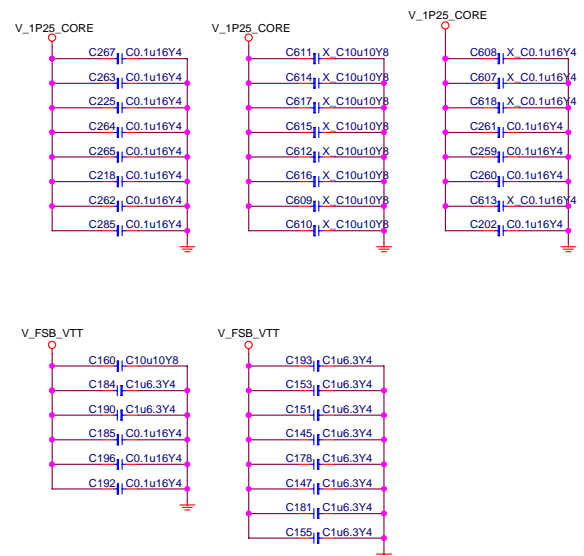 V_1P25_CORE
C267 C0.1u16Y4
C263 C0.1u16Y4
C225 C0.1u16Y4
C264 C0.1u16Y4
C265 C0.1u16Y4
C218 C0.1u16Y4
C262 C0.1u16Y4
C285 C0.1u16Y4
V_1P25_CORE
C611 X_C10u10Y8
C614 X_C10u10Y8
C617 X_C10u10Y8
C615 X_C10u10Y8
C612 X_C10u10Y8
C616 X_C10u10Y8
C609 X_C10u10Y8
C610 X_C10u10Y8
V_1P25_CORE
C608 X_C0.1u16Y4
C607 X_C0.1u16Y4
C618 X_C0.1u16Y4
C261 C0.1u16Y4
C259 C0.1u16Y4
C260 C0.1u16Y4
C613 X_C0.1u16Y4
C202 C0.1u16Y4
V_FSB_VTT
C160 C10u10Y8
C184 C1u6.3Y4
C190 C1u6.3Y4
C185 C0.1u16Y4
C196 C0.1u16Y4
C192 C0.1u16Y4
V_FSB_VTT
C193 C1u6.3Y4
C153 C1u6.3Y4
C151 C1u6.3Y4
C145 C1u6.3Y4
C178 C1u6.3Y4
C147 C1u6.3Y4
C181 C1u6.3Y4
C155 C1u6.3Y4